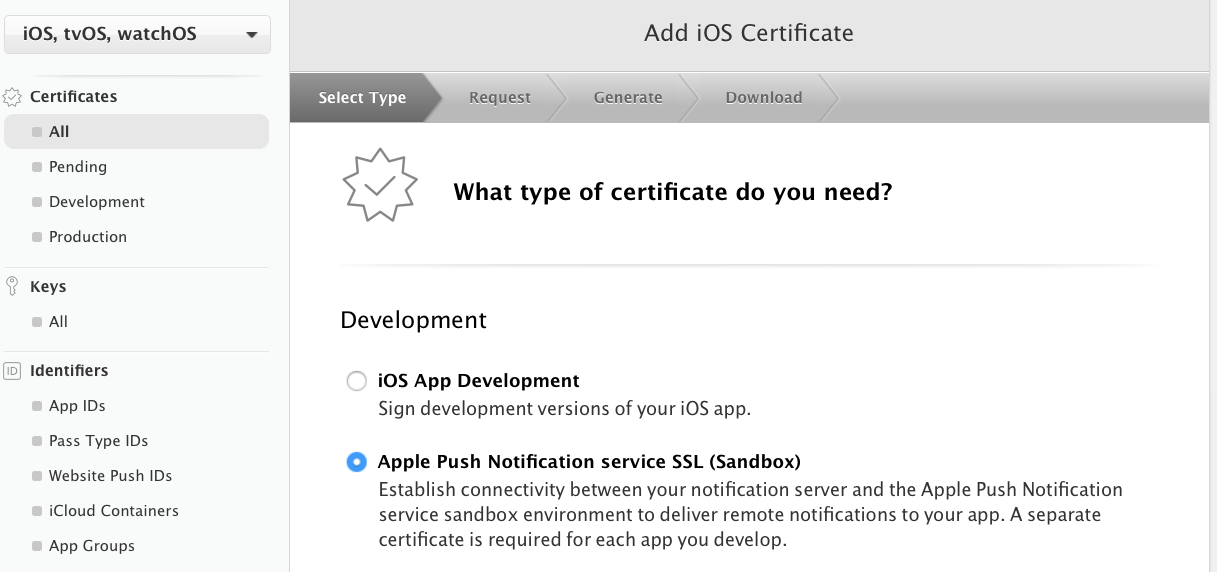 iOS, tvOS, watchOS
Certificates
All
Pending
Development
Production
Keys
All
ID Identifiers
App IDs
Pass Type IDs
Website Push IDs
iCloud Containers
App Groups
Add iOS Certificate
Select Type Request Generate Download
What type of certificate do you need?
Development
iOS App Development
Sign development versions of your iOS app.
Apple Push Notification service SSL (Sandbox)
Establish connectivity between your notification server and the Apple Push Notification
service sandbox environment to deliver remote notifications to your app. A separate
certificate is required for each app you develop.